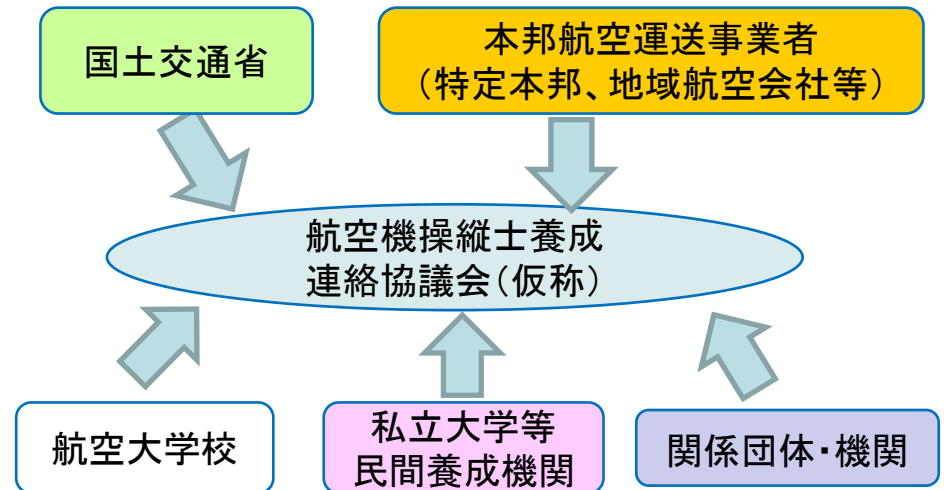 国土交通省
本邦航空運送事業者
（特定本邦、地域航空会社等）
航空機操縦士養成
連絡協議会（仮称）
航空大学校
私立大学等
民間養成機関
関係団体・機関